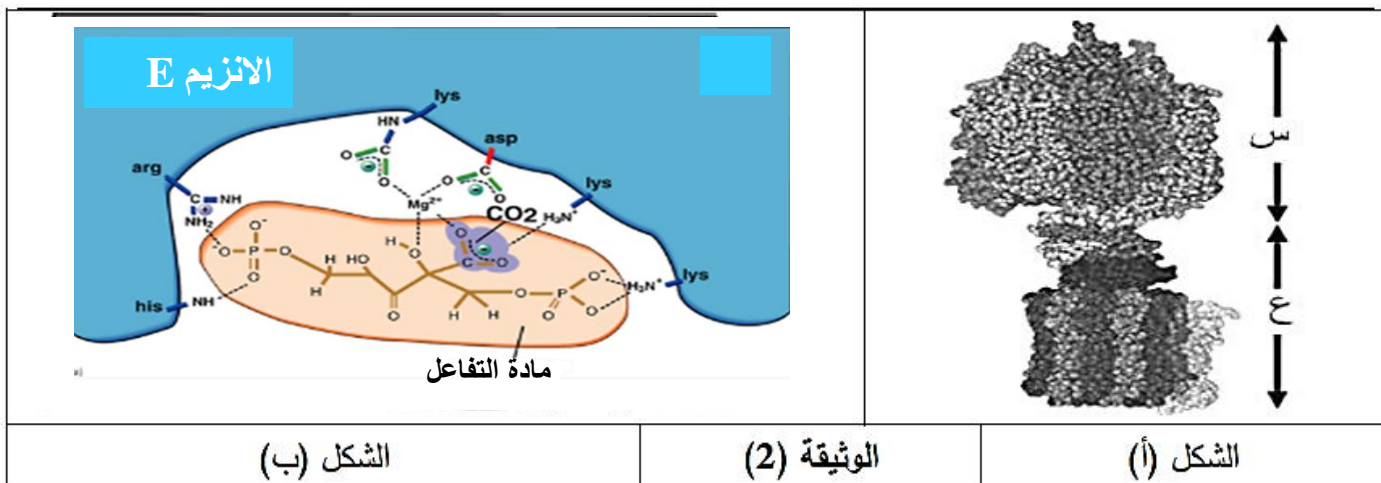 الانزيم E
lys
HN
C
O
O
asp
C
O
O
lys
arg
C
NH
NH₂
Mg²⁺
CO2
H₃N⁺
O
C
O
H
O
O⁻
O
P
O
O
HO
H
H
O
H
H
O
O⁻
P
O
O
H₃N⁺
lys
his
NH
مادة التفاعل
س
ع
الشكل (أ)
الوثيقة (2)
الشكل (ب)